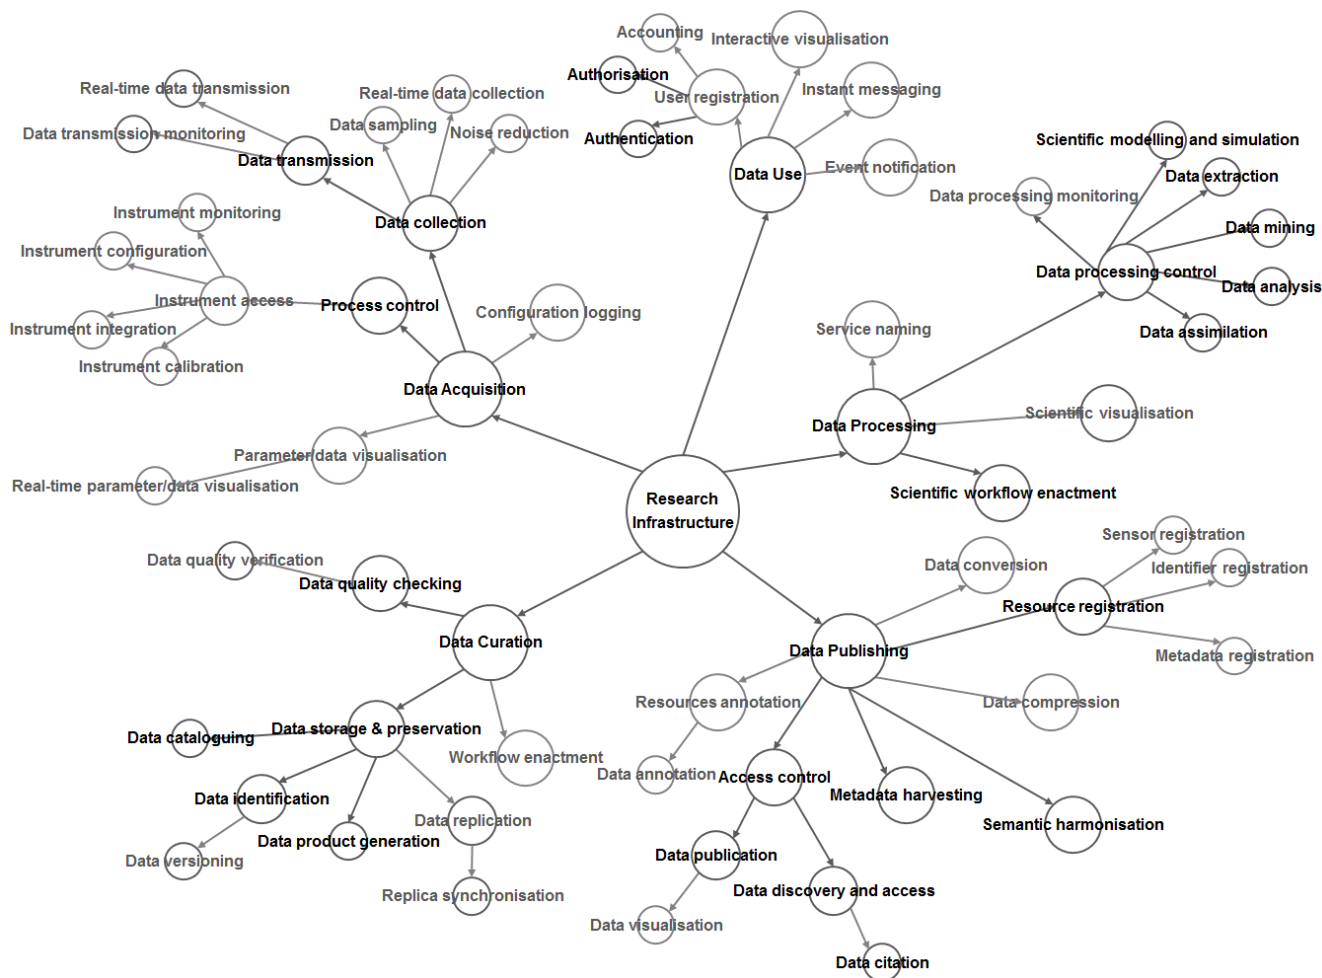 Accounting
Interactive visualisation
Authorisation
User registration
Instant messaging
Authentication
Data Use
Event notification
Real-time data transmission
Real-time data collection
Data transmission monitoring
Data sampling
Noise reduction
Data transmission
Data collection
Instrument monitoring
Instrument configuration
Instrument access
Process control
Configuration logging
Instrument integration
Instrument calibration
Data Acquisition
Parameter/data visualisation
Real-time parameter/data visualisation
Scientific modelling and simulation
Data extraction
Data processing monitoring
Data mining
Data processing control
Data analysis
Data assimilation
Service naming
Scientific visualisation
Data Processing
Scientific workflow enactment
Research
Infrastructure
Data quality verification
Data quality checking
Data Curation
Data storage & preservation
Data cataloguing
Workflow enactment
Data identification
Data replication
Data product generation
Data versioning
Replica synchronisation
Sensor registration
Data conversion
Identifier registration
Resource registration
Data Publishing
Metadata registration
Resources annotation
Data compression
Data annotation
Access control
Metadata harvesting
Semantic harmonisation
Data publication
Data discovery and access
Data visualisation
Data citation